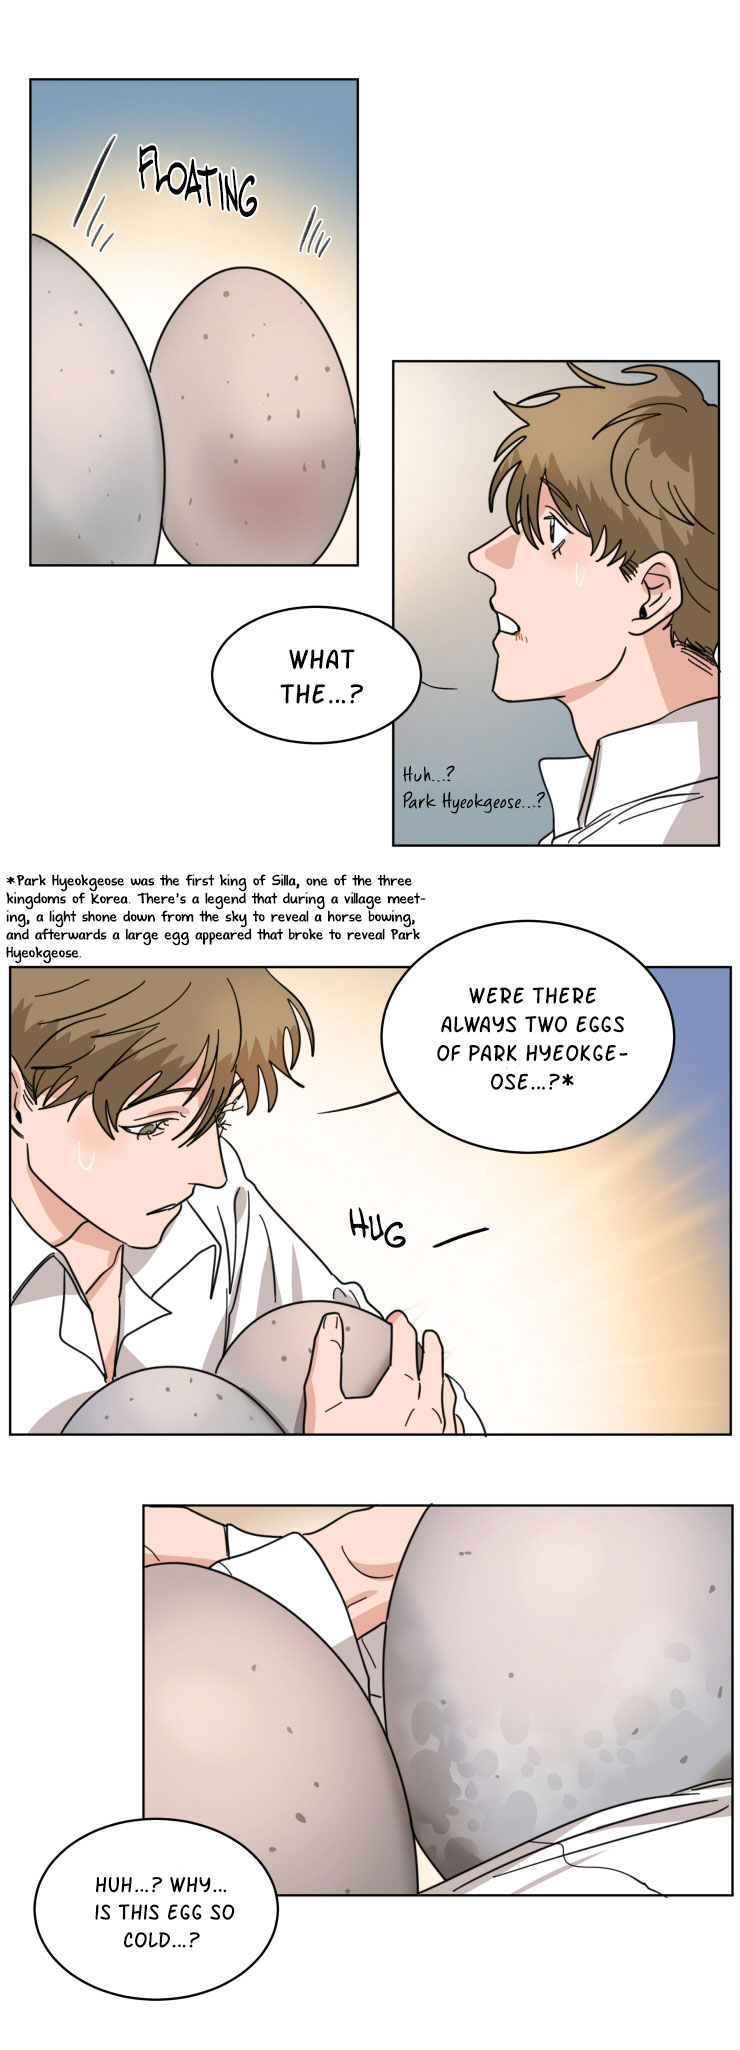 FLOATING
WHAT
THE...?
Huh...?
Park Hyeokgeose...?
*Park Hyeokgeose was the first king of Silla, one of the three
kingdoms of Korea. There's a legend that during a village meet-
ing, a light shone down from the sky to reveal a horse bowing,
and afterwards a large egg appeared that broke to reveal Park
Hyeokgeose.
WERE THERE
ALWAYS TWO EGGS
OF PARK HYEOKGE-
OSE...?*
HUG
HUH...? WHY...
IS THIS EGG SO
COLD...?